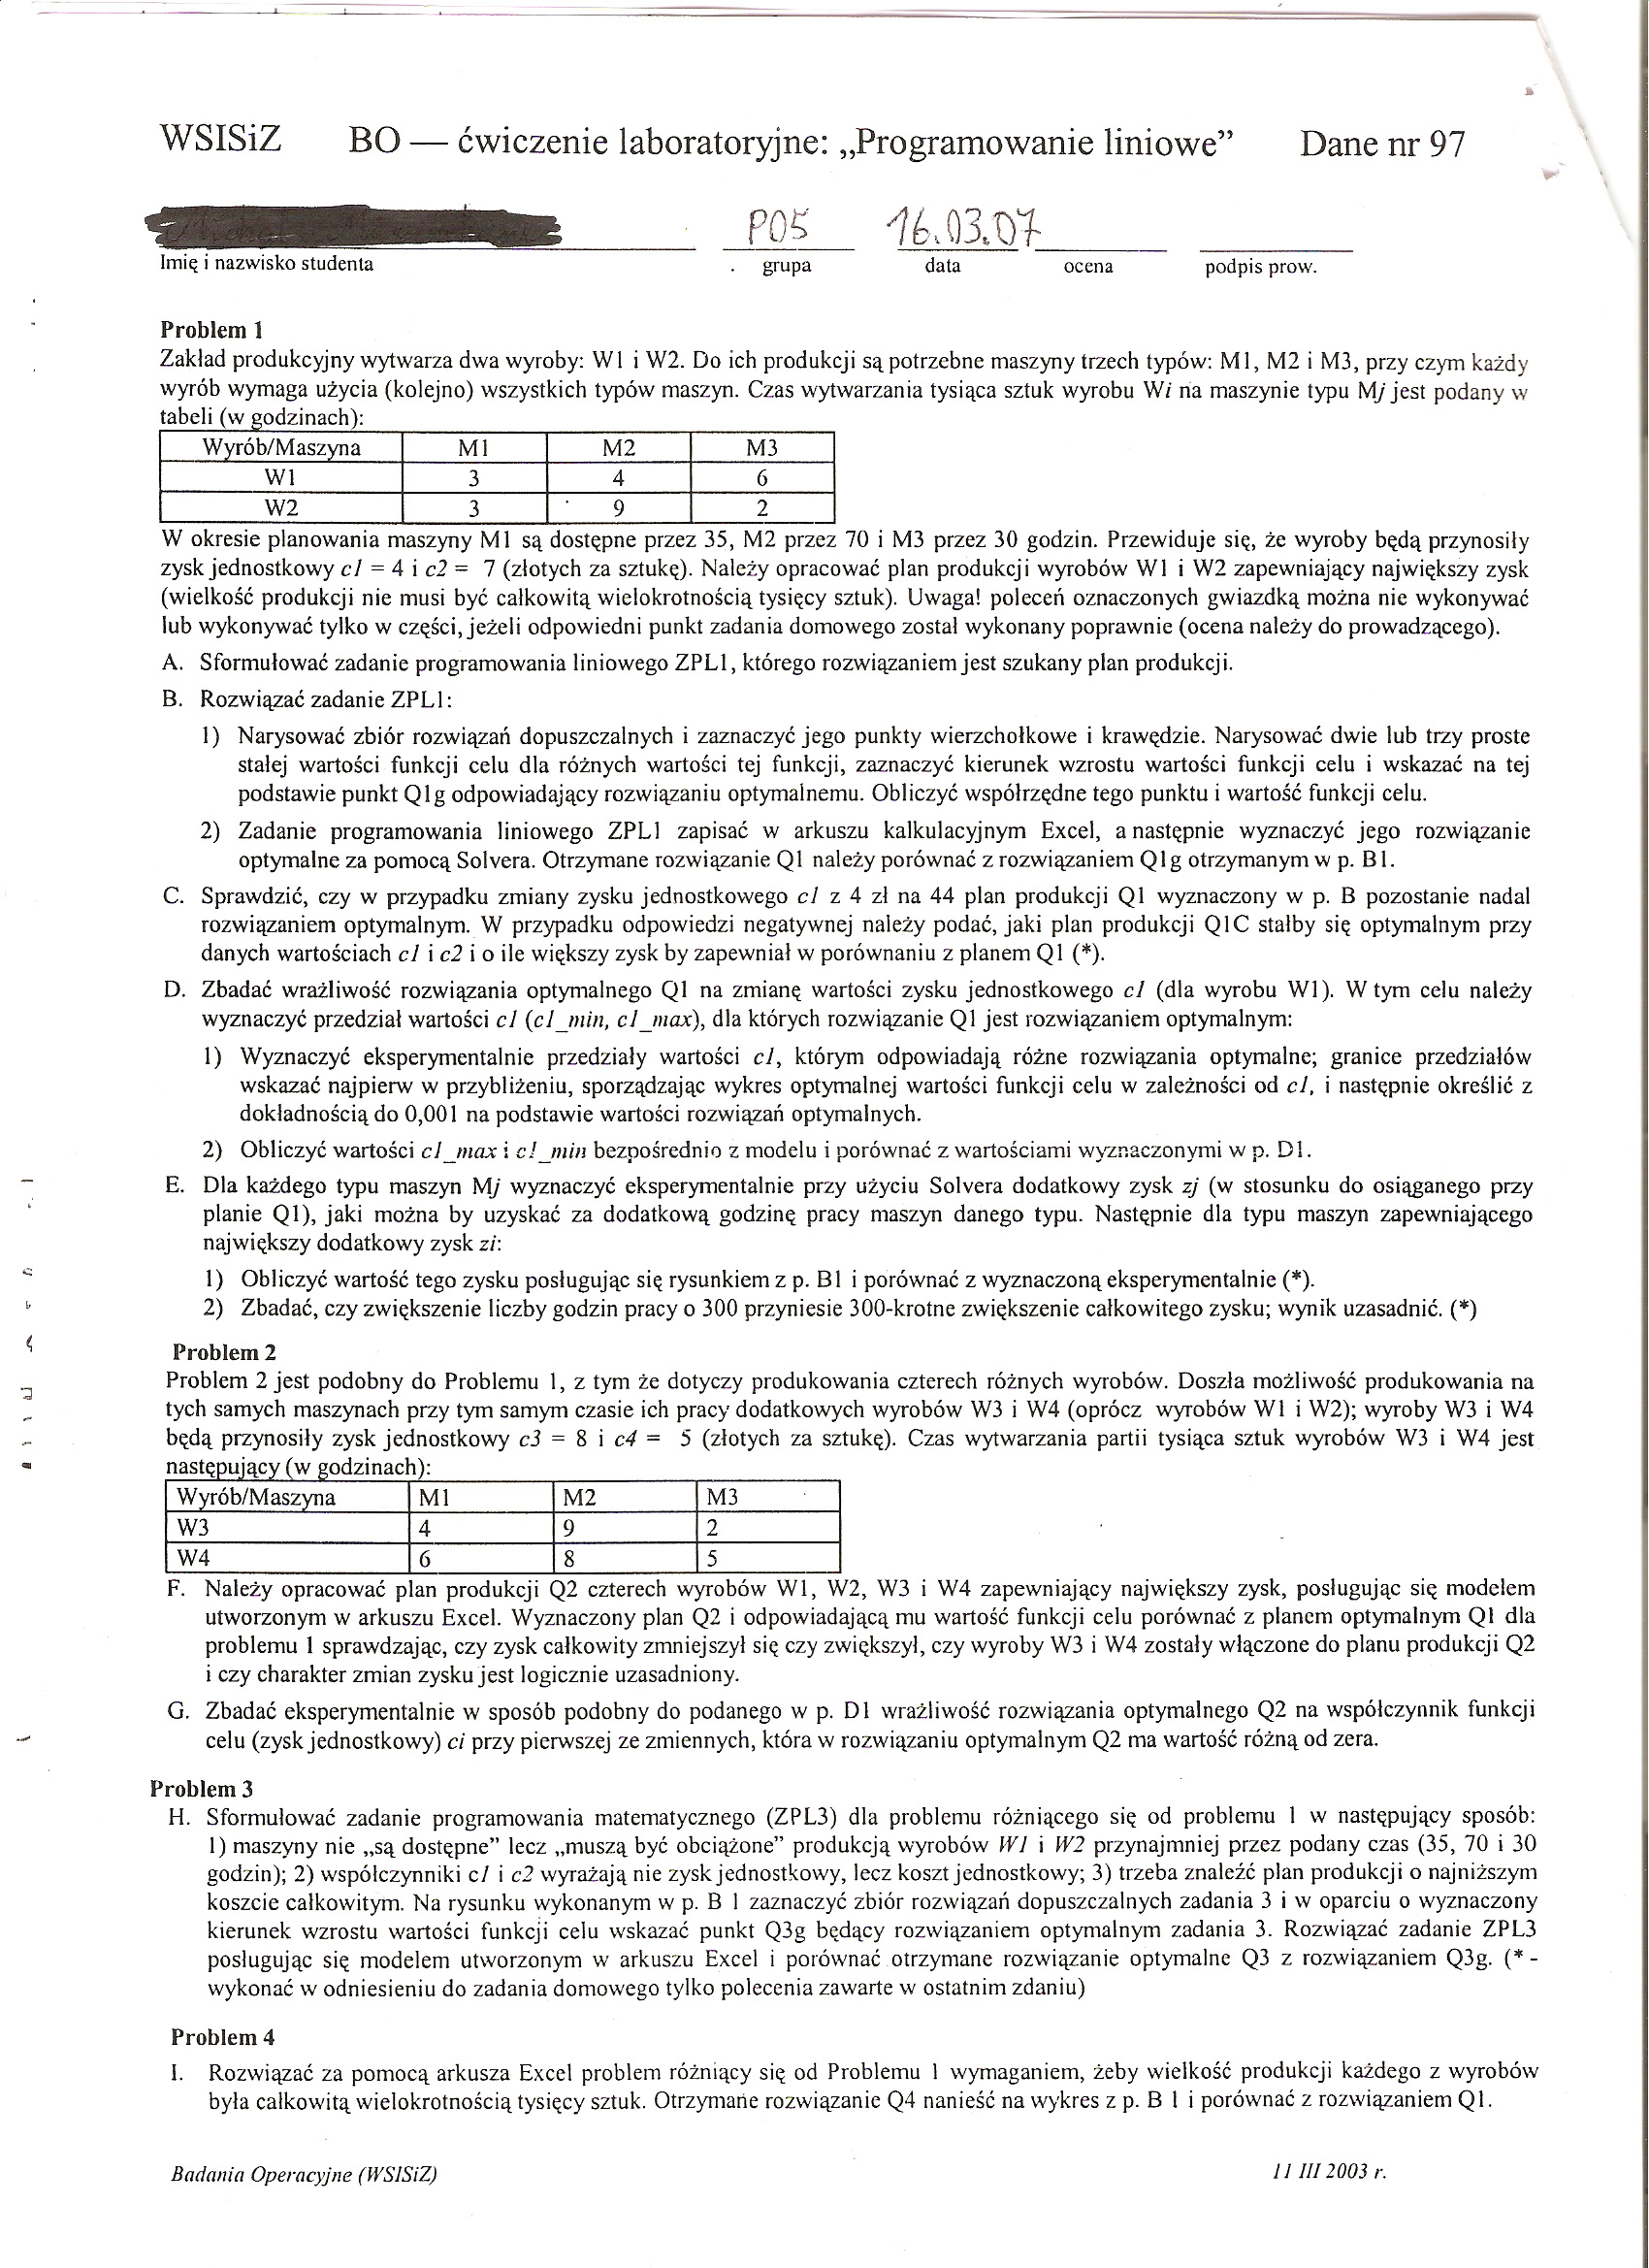 WSISiZ BO — ćwiczenie laboratoryjne: „Programowanie liniowe” Dane nr 97
P05 16.03.07
Imię i nazwisko studenta grupa data ocena podpis prow.
Problem 1
Zakład produkcyjny wytwarza dwa wyroby: W1 i W2. Do ich produkcji są potrzebne maszyny trzech typów: M1, M2 i M3, przy czym każdy
wyrób wymaga użycia (kolejno) wszystkich typów maszyn. Czas wytwarzania tysiąca sztuk wyrobu Wi na maszynie typu Mj jest podany w
tabeli (w godzinach):
Wyrób/Maszyna M1 M2 M3
W1 3 4 6
W2 3 9 2
W okresie planowania maszyny M1 są dostępne przez 35, M2 przez 70 i M3 przez 30 godzin. Przewiduje się, że wyroby będą przynosiły
zysk jednostkowy c1 = 4 i c2 = 7 (złotych za sztukę). Należy opracować plan produkcji wyrobów W1 i W2 zapewniający największy zysk
(wielkość produkcji nie musi być całkowitą wielokrotnością tysięcy sztuk). Uwaga! poleceń oznaczonych gwiazdką można nie wykonywać
lub wykonywać tylko w części, jeżeli odpowiedni punkt zadania domowego został wykonany poprawnie (ocena należy do prowadzącego).
A. Sformułować zadanie programowania liniowego ZPL1, którego rozwiązaniem jest szukany plan produkcji.
B. Rozwiązać zadanie ZPL1:
1) Narysować zbiór rozwiązań dopuszczalnych i zaznaczyć jego punkty wierzchołkowe i krawędzie. Narysować dwie lub trzy proste
stałej wartości funkcji celu dla różnych wartości tej funkcji, zaznaczyć kierunek wzrostu wartości funkcji celu i wskazać na tej
podstawie punkt Q1g odpowiadający rozwiązaniu optymalnemu. Obliczyć współrzędne tego punktu i wartość funkcji celu.
2) Zadanie programowania liniowego ZPL1 zapisać w arkuszu kalkulacyjnym Excel, a następnie wyznaczyć jego rozwiązanie
optymalne za pomocą Solvera. Otrzymane rozwiązanie Q1 należy porównać z rozwiązaniem Q1g otrzymanym w p. B1.
C. Sprawdzić, czy w przypadku zmiany zysku jednostkowego c1 z 4 zł na 44 plan produkcji Q1 wyznaczony w p. B pozostanie nadal
rozwiązaniem optymalnym. W przypadku odpowiedzi negatywnej należy podać, jaki plan produkcji Q1C stałby się optymalnym przy
danych wartościach c1 i c2 i o ile większy zysk by zapewniał w porównaniu z planem Q1 (*).
D. Zbadać wrażliwość rozwiązania optymalnego Q1 na zmianę wartości zysku jednostkowego c1 (dla wyrobu W1). W tym celu należy
wyznaczyć przedział wartości c1 (c1_min, c1_max), dla których rozwiązanie Q1 jest rozwiązaniem optymalnym:
1) Wyznaczyć eksperymentalnie przedziały wartości c1, którym odpowiadają różne rozwiązania optymalne; granice przedziałów
wskazać najpierw w przybliżeniu, sporządzając wykres optymalnej wartości funkcji celu w zależności od c1, i następnie określić z
dokładnością do 0,001 na podstawie wartości rozwiązań optymalnych.
2) Obliczyć wartości c1_max i c1_min bezpośrednio z modelu i porównać z wartościami wyznaczonymi w p. D1.
E. Dla każdego typu maszyn Mj wyznaczyć eksperymentalnie przy użyciu Solvera dodatkowy zysk zj (w stosunku do osiąganego przy
planie Q1), jaki można by uzyskać za dodatkową godzinę pracy maszyn danego typu. Następnie dla typu maszyn zapewniającego
największy dodatkowy zysk zi:
1) Obliczyć wartość tego zysku posługując się rysunkiem z p. B1 i porównać z wyznaczoną eksperymentalnie (*).
2) Zbadać, czy zwiększenie liczby godzin pracy o 300 przyniesie 300-krotne zwiększenie całkowitego zysku; wynik uzasadnić. (*)
Problem 2
Problem 2 jest podobny do Problemu 1, z tym że dotyczy produkowania czterech różnych wyrobów. Doszła możliwość produkowania na
tych samych maszynach przy tym samym czasie ich pracy dodatkowych wyrobów W3 i W4 (oprócz wyrobów W1 i W2); wyroby W3 i W4
będą przynosiły zysk jednostkowy c3 = 8 i c4 = 5 (złotych za sztukę). Czas wytwarzania partii tysiąca sztuk wyrobów W3 i W4 jest
następujący (w godzinach):
Wyrób/Maszyna M1 M2 M3
W3 4 9 2
W4 6 8 5
F. Należy opracować plan produkcji Q2 czterech wyrobów W1, W2, W3 i W4 zapewniający największy zysk, posługując się modelem
utworzonym w arkuszu Excel. Wyznaczony plan Q2 i odpowiadającą mu wartość funkcji celu porównać z planem optymalnym Q1 dla
problemu 1 sprawdzając, czy zysk całkowity zmniejszył się czy zwiększył, czy wyroby W3 i W4 zostały włączone do planu produkcji Q2
i czy charakter zmian zysku jest logicznie uzasadniony.
G. Zbadać eksperymentalnie w sposób podobny do podanego w p. D1 wrażliwość rozwiązania optymalnego Q2 na współczynnik funkcji
celu (zysk jednostkowy) ci przy pierwszej ze zmiennych, która w rozwiązaniu optymalnym Q2 ma wartość różną od zera.
Problem 3
H. Sformułować zadanie programowania matematycznego (ZPL3) dla problemu różniącego się od problemu 1 w następujący sposób:
1) maszyny nie „są dostępne” lecz „muszą być obciążone” produkcją wyrobów W1 i W2 przynajmniej przez podany czas (35, 70 i 30
godzin); 2) współczynniki c1 i c2 wyrażają nie zysk jednostkowy, lecz koszt jednostkowy; 3) trzeba znaleźć plan produkcji o najniższym
koszcie całkowitym. Na rysunku wykonanym w p. B 1 zaznaczyć zbiór rozwiązań dopuszczalnych zadania 3 i w oparciu o wyznaczony
kierunek wzrostu wartości funkcji celu wskazać punkt Q3g będący rozwiązaniem optymalnym zadania 3. Rozwiązać zadanie ZPL3
posługując się modelem utworzonym w arkuszu Excel i porównać otrzymane rozwiązanie optymalne Q3 z rozwiązaniem Q3g. (* -
wykonać w odniesieniu do zadania domowego tylko polecenia zawarte w ostatnim zdaniu)
Problem 4
I. Rozwiązać za pomocą arkusza Excel problem różniący się od Problemu 1 wymaganiem, żeby wielkość produkcji każdego z wyrobów
była całkowitą wielokrotnością tysięcy sztuk. Otrzymane rozwiązanie Q4 nanieść na wykres z p. B 1 i porównać z rozwiązaniem Q1.
Badania Operacyjne (WSISiZ) 11 III 2003 r.